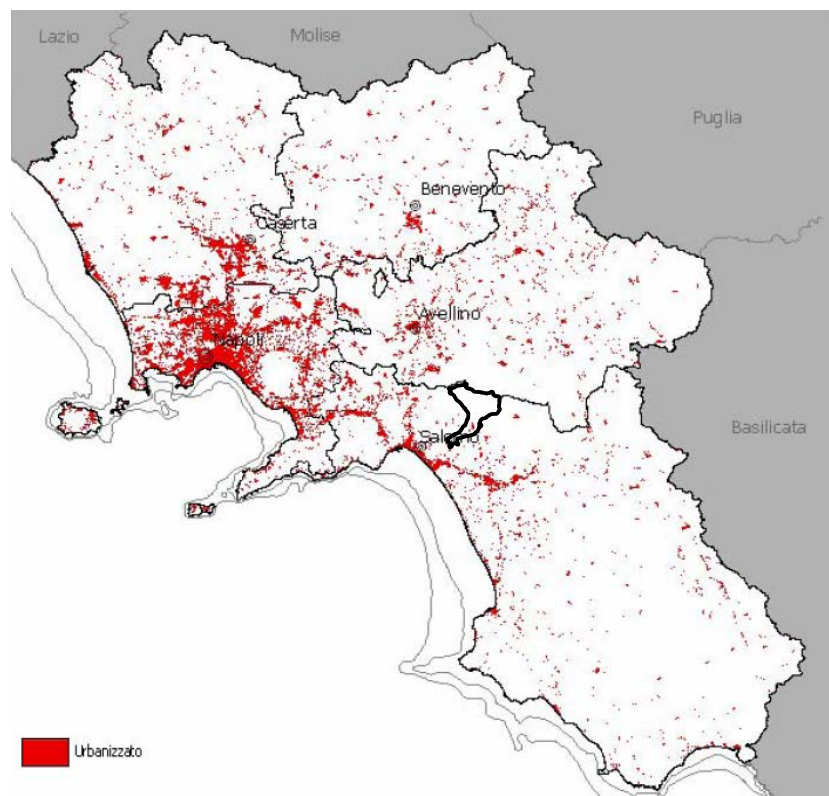 Lazio
Molise
Puglia
Benevento
Caserta
Avellino
Napoli
Basilicata
Salerno
Urbanizzato